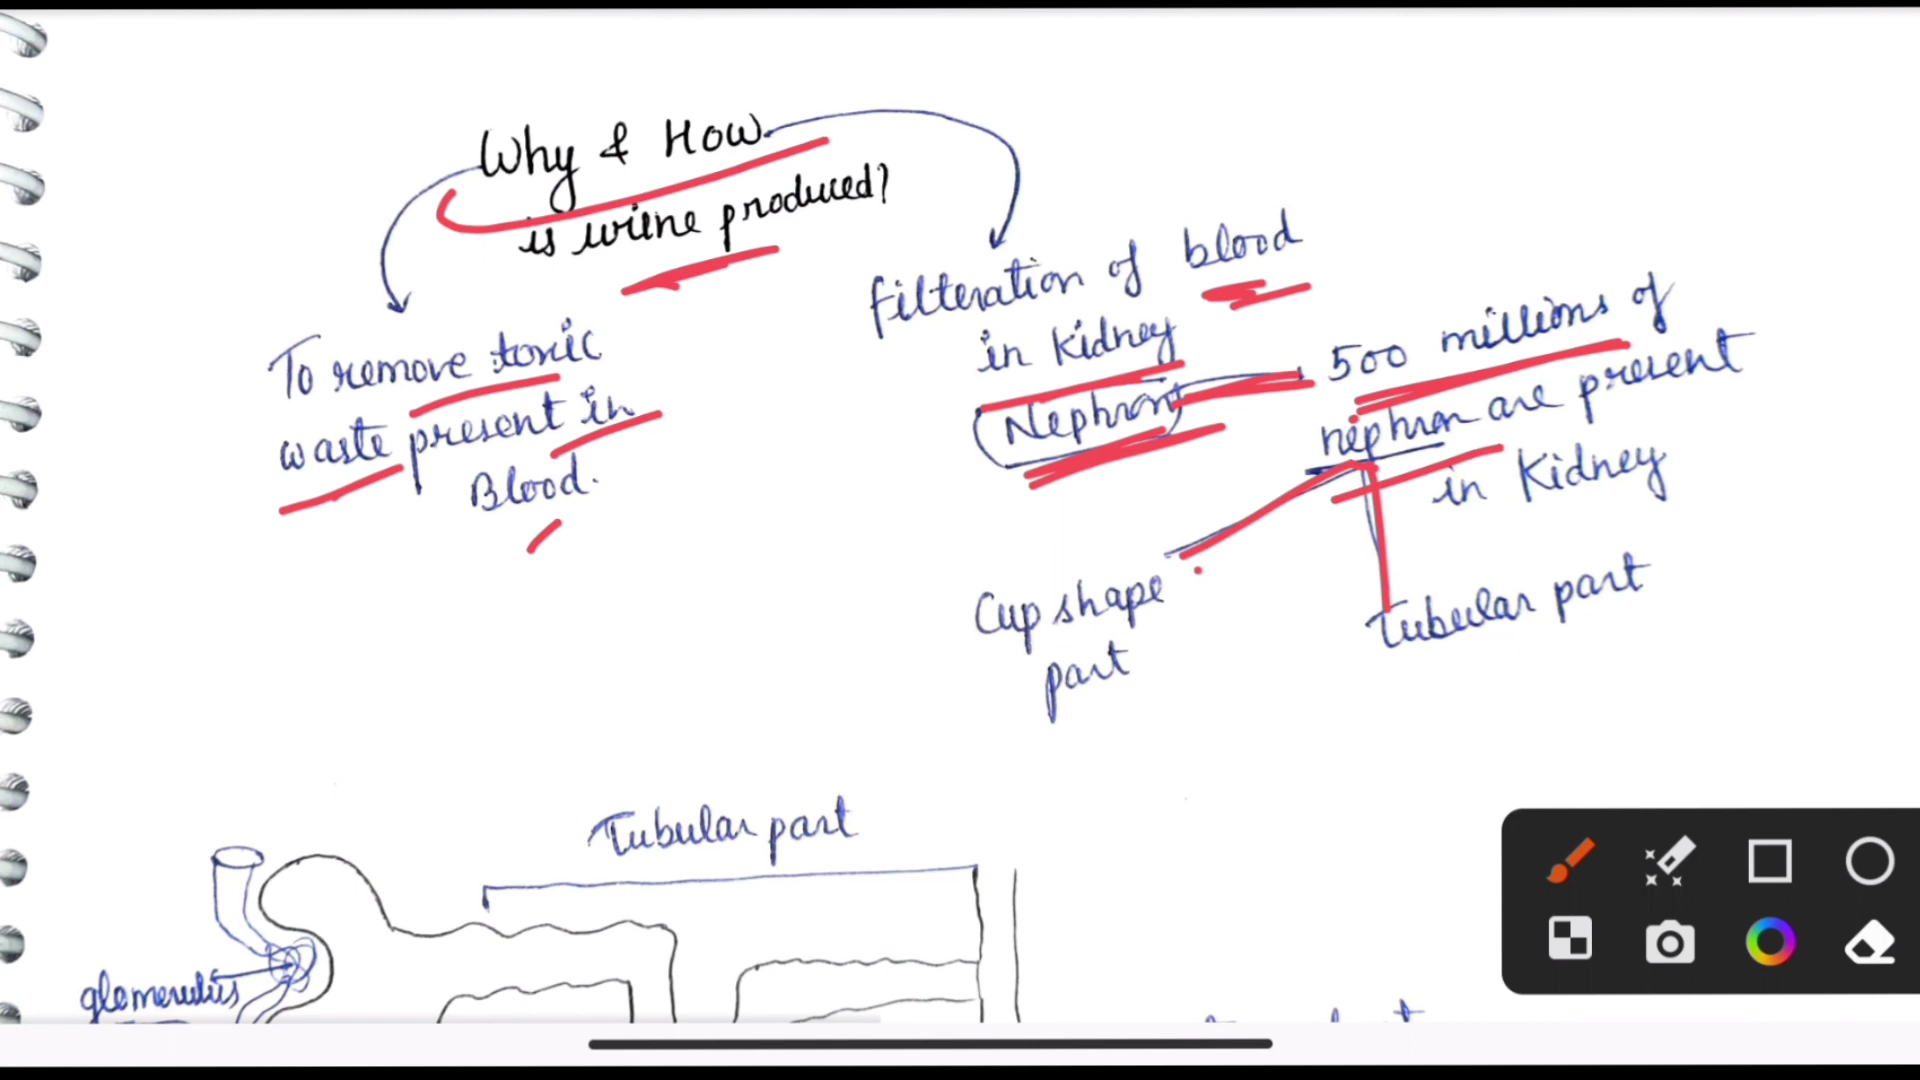 Why & How
is urine produced?
To remove toxic
waste present in
Blood.
filteration of blood
in Kidney
Nephron
500 millions of
nephron are present
in Kidney
Cup shape
part
Tubular part
Tubular part
glomerulus